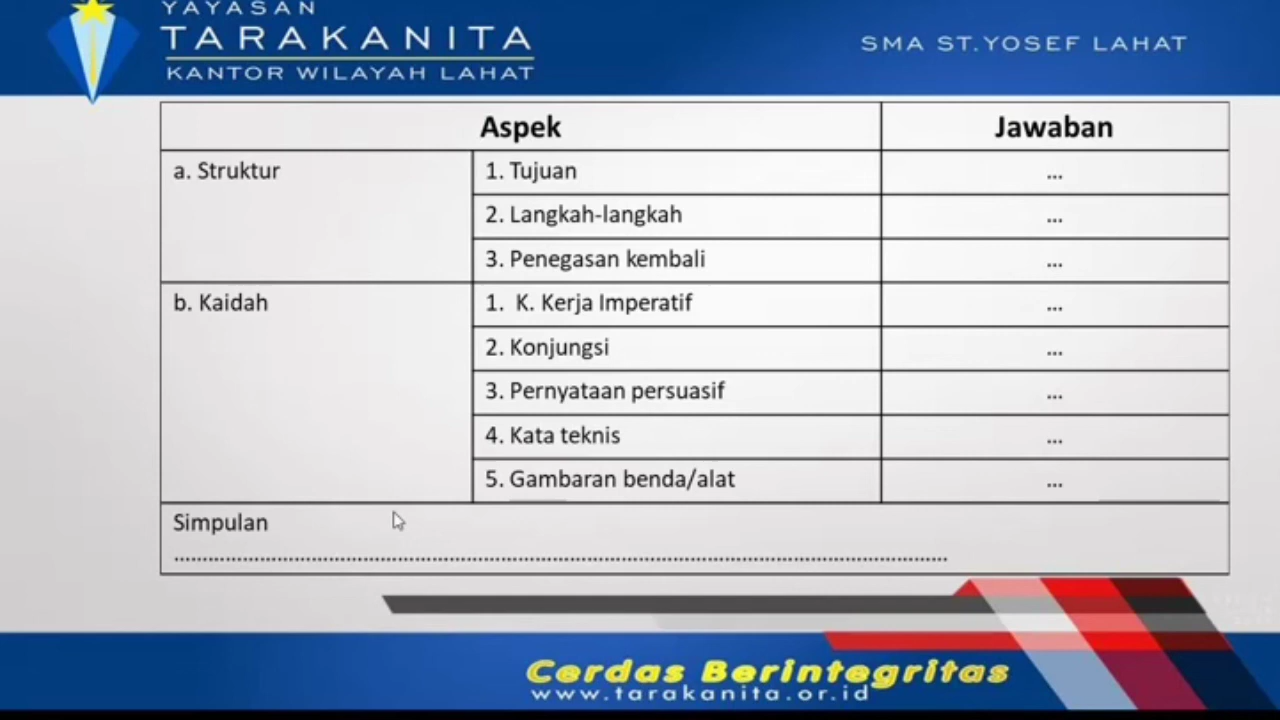 YAYASAN
TARAKANITA
KANTOR WILAYAH LAHAT
SMA ST.YOSEF LAHAT
Aspek Jawaban
a. Struktur 1. Tujuan ...
2. Langkah-langkah ...
3. Penegasan kembali ...
b. Kaidah 1. K. Kerja Imperatif ...
2. Konjungsi ...
3. Pernyataan persuasif ...
4. Kata teknis ...
5. Gambaran benda/alat ...
Simpulan
........................................................................................................................................
Cerdas Berintegritas
www.tarakanita.or.id